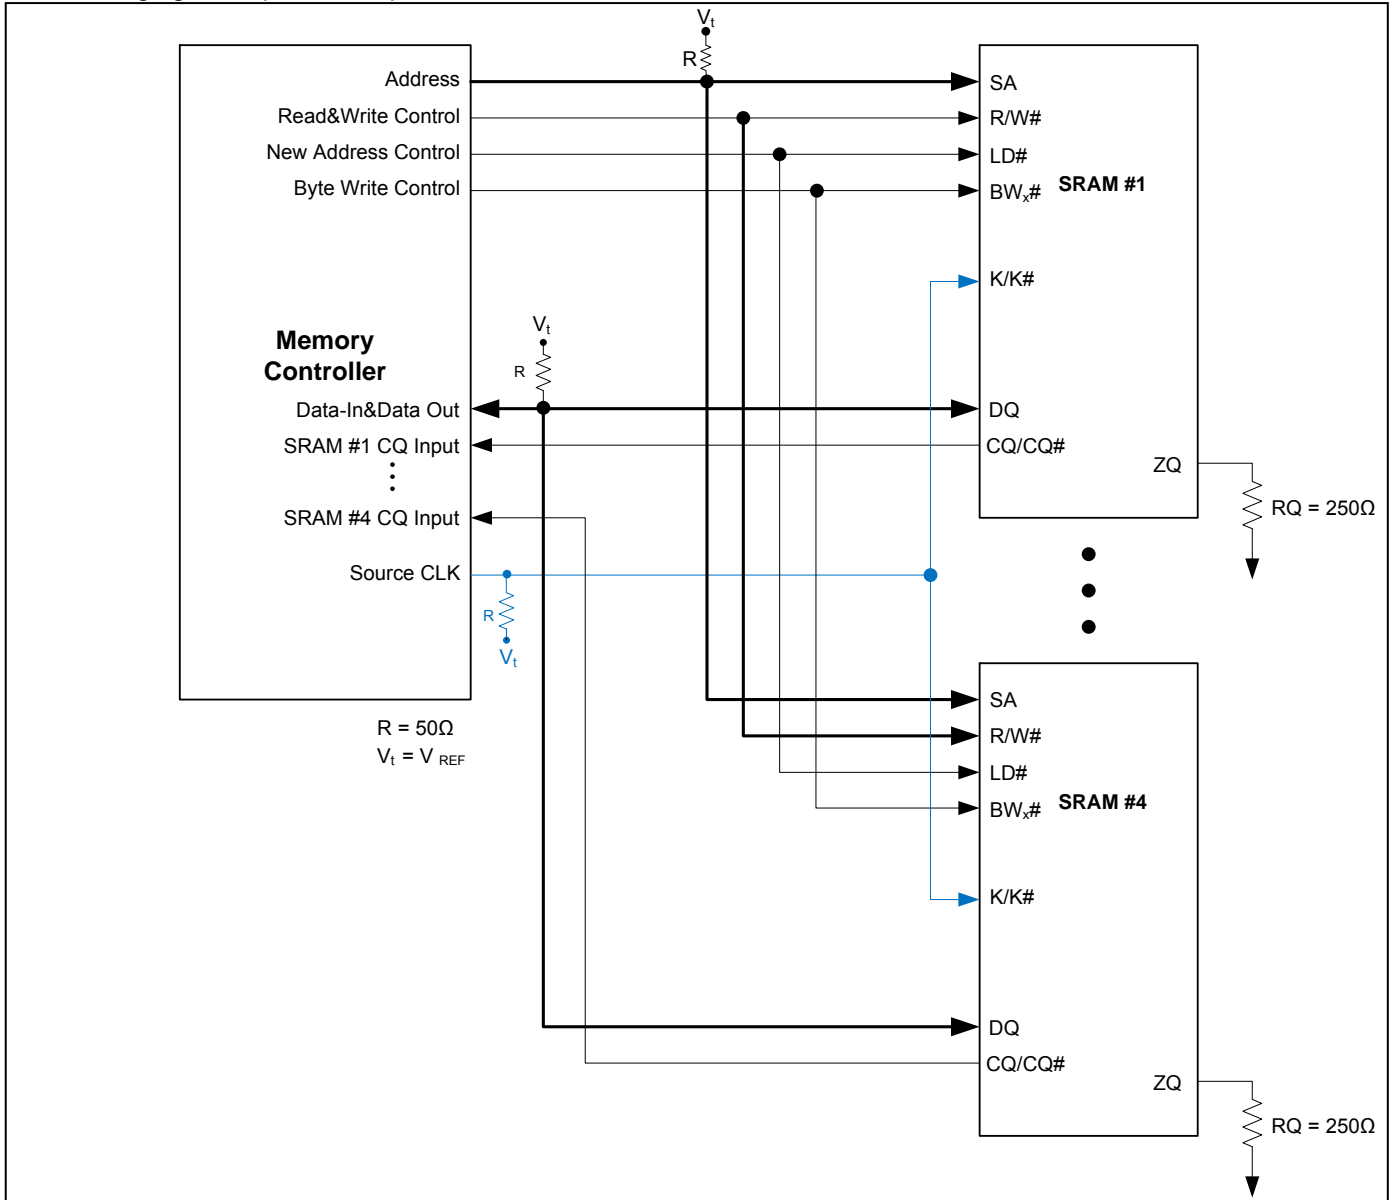 Vt
R
Address
Read&Write Control
New Address Control
Byte Write Control
Memory
Controller
Vt
R
Data-In&Data Out
SRAM #1 CQ Input
SRAM #4 CQ Input
Source CLK
R
Vt
R = 50Ω
Vt = V REF
SA
R/W#
LD#
BWx#
SRAM #1
K/K#
DQ
CQ/CQ#
ZQ
RQ = 250Ω
SA
R/W#
LD#
BWx#
SRAM #4
K/K#
DQ
CQ/CQ#
ZQ
RQ = 250Ω